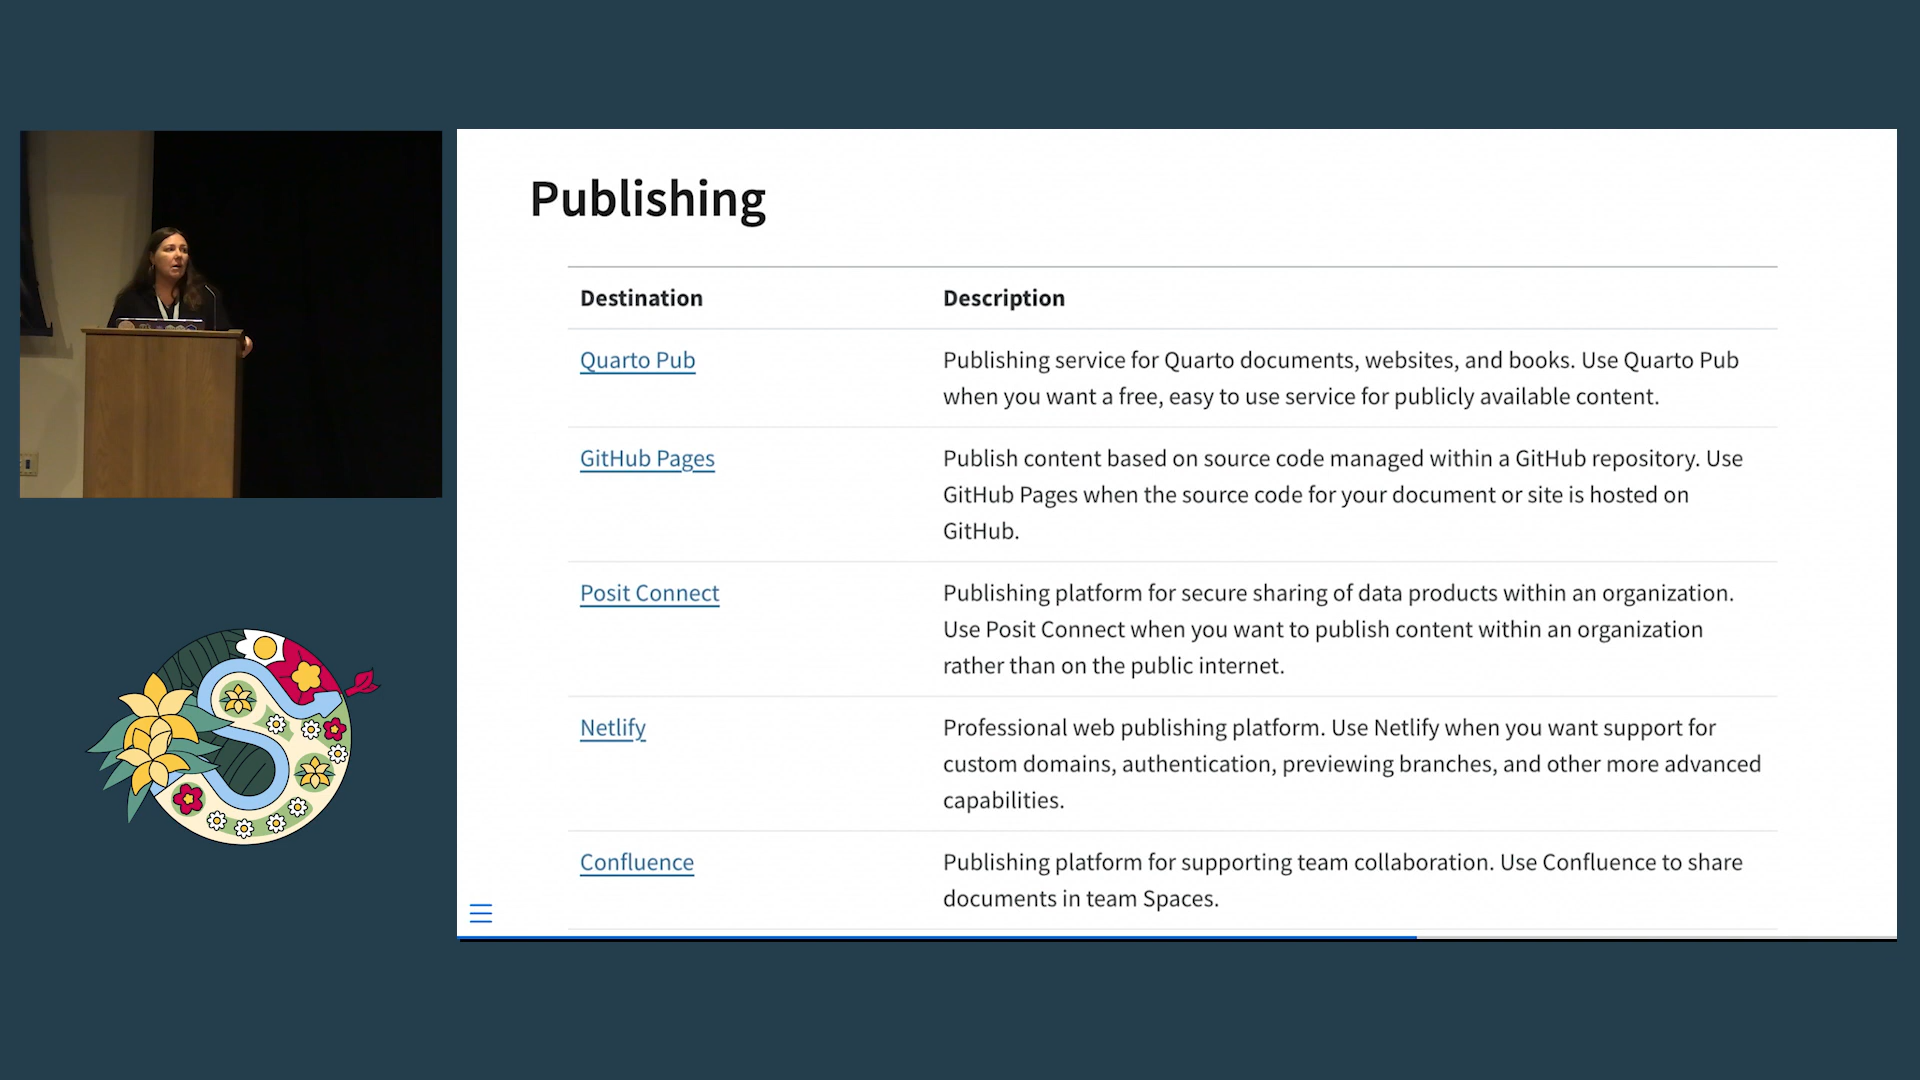 Publishing
Destination
Description
Quarto Pub
Publishing service for Quarto documents, websites, and books. Use Quarto Pub
when you want a free, easy to use service for publicly available content.
GitHub Pages
Publish content based on source code managed within a GitHub repository. Use
GitHub Pages when the source code for your document or site is hosted on
GitHub.
Posit Connect
Publishing platform for secure sharing of data products within an organization.
Use Posit Connect when you want to publish content within an organization
rather than on the public internet.
Netlify
Professional web publishing platform. Use Netlify when you want support for
custom domains, authentication, previewing branches, and other more advanced
capabilities.
Confluence
Publishing platform for supporting team collaboration. Use Confluence to share
documents in team Spaces.